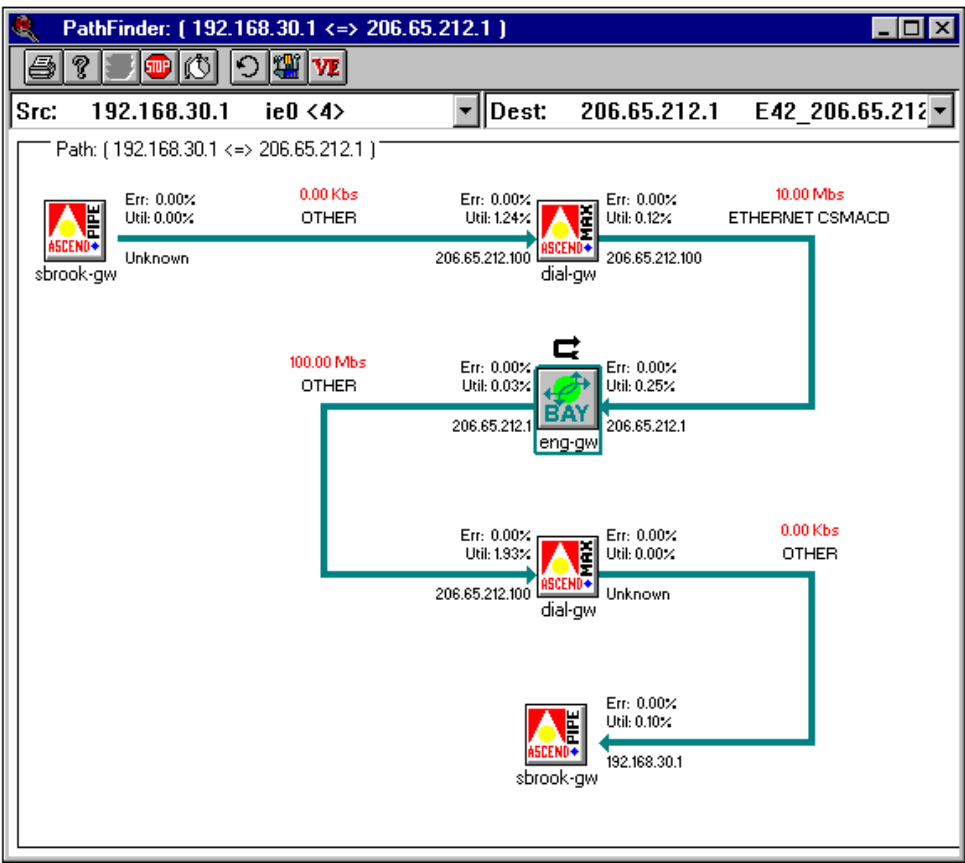 PathFinder: ( 192.168.30.1 <=> 206.65.212.1 )
STOP
VE
Src: 192.168.30.1 ie0 <4>
Dest: 206.65.212.1 E42_206.65.212
Path: ( 192.168.30.1 <=> 206.65.212.1 )
PIPE
ASCEND
sbrook-gw
Err: 0.00%
Util: 0.00%
Unknown
0.00 Kbs
OTHER
Err: 0.00%
Util: 1.24%
206.65.212.100
MAX
ASCEND
dial-gw
Err: 0.00%
Util: 0.12%
206.65.212.100
10.00 Mbs
ETHERNET CSMACD
100.00 Mbs
OTHER
Err: 0.00%
Util: 0.03%
206.65.212.1
BAY
eng-gw
Err: 0.00%
Util: 0.25%
206.65.212.1
Err: 0.00%
Util: 1.93%
206.65.212.100
MAX
ASCEND
dial-gw
Err: 0.00%
Util: 0.00%
Unknown
0.00 Kbs
OTHER
PIPE
ASCEND
sbrook-gw
Err: 0.00%
Util: 0.10%
192.168.30.1